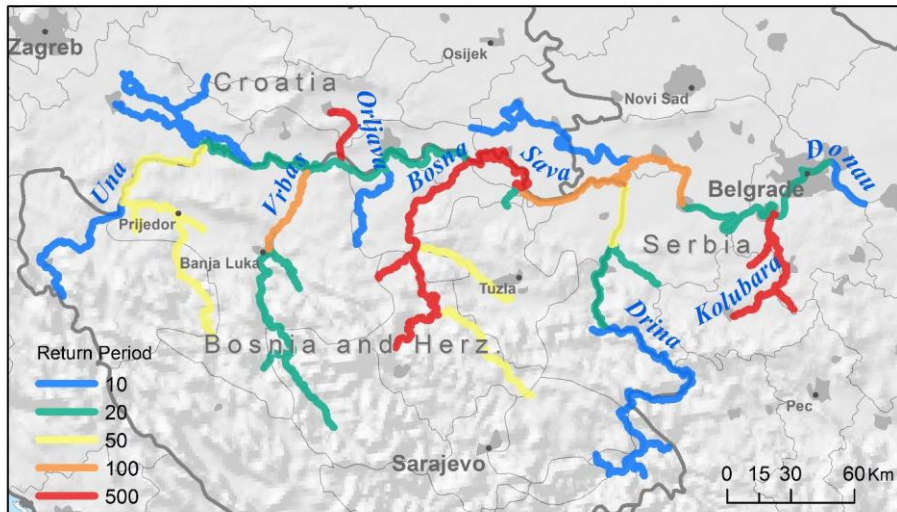 Zagreb
Osijek
Croatia
Novi Sad
Orljava
Una
Vrbas
Bosna
Sava
Donau
Belgrade
Prijedor
Banja Luka
Serbia
Tuzla
Kolubara
Drina
Bosnia and Herz.
Return Period
10
20
50
100
500
Pec
Sarajevo
0 15 30 60 Km